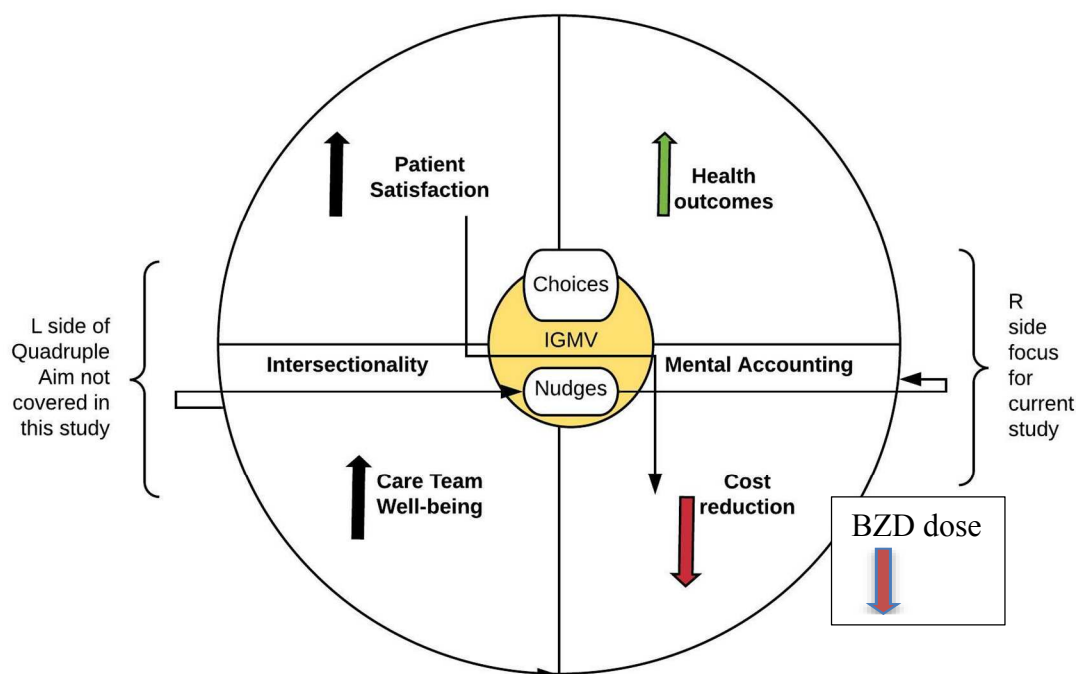 Patient
Satisfaction
Health
outcomes
Choices
IGMV
Intersectionality
Mental Accounting
Nudges
L side of
Quadruple
Aim not
covered in
this study
R
side
focus
for
current
study
Care Team
Well-being
Cost
reduction
BZD dose